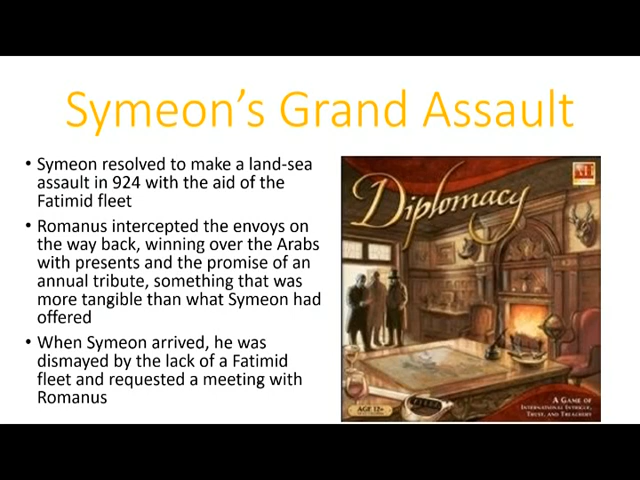 Symeon's Grand Assault
• Symeon resolved to make a land-sea
assault in 924 with the aid of the
Fatimid fleet
• Romanus intercepted the envoys on
the way back, winning over the Arabs
with presents and the promise of an
annual tribute, something that was
more tangible than what Symeon had
offered
• When Symeon arrived, he was
dismayed by the lack of a Fatimid
fleet and requested a meeting with
Romanus
Diplomacy
AGE 12+
A GAME OF
INTERNATIONAL INTRIGUE,
TRUST, AND TREACHERY